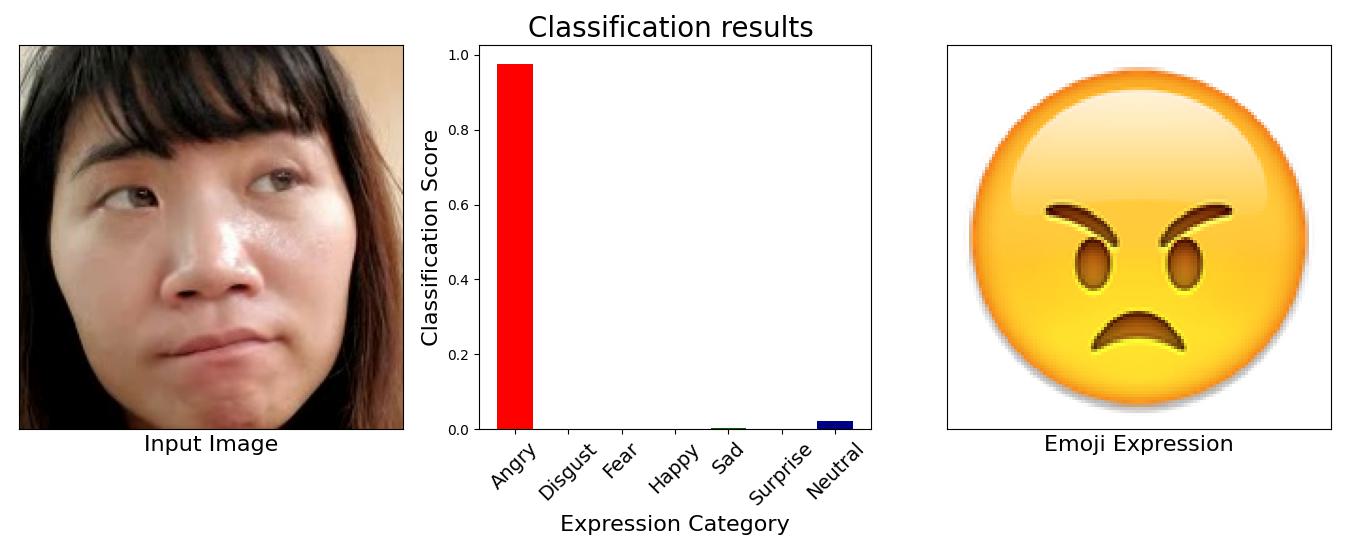 Classification results
1.0
0.8
0.6
0.4
0.2
0.0
Classification Score
Angry
Disgust
Fear
Happy
Sad
Surprise
Neutral
Expression Category
Input Image
Emoji Expression